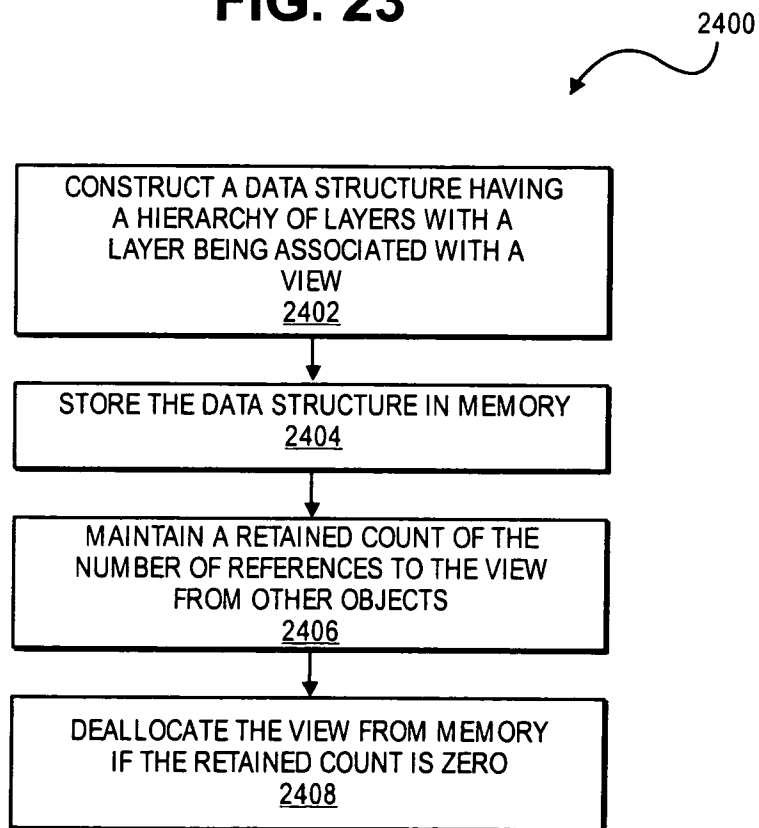 FIG. 23
2400
CONSTRUCT A DATA STRUCTURE HAVING
A HIERARCHY OF LAYERS WITH A
LAYER BEING ASSOCIATED WITH A
VIEW
2402
STORE THE DATA STRUCTURE IN MEMORY
2404
MAINTAIN A RETAINED COUNT OF THE
NUMBER OF REFERENCES TO THE VIEW
FROM OTHER OBJECTS
2406
DEALLOCATE THE VIEW FROM MEMORY
IF THE RETAINED COUNT IS ZERO
2408